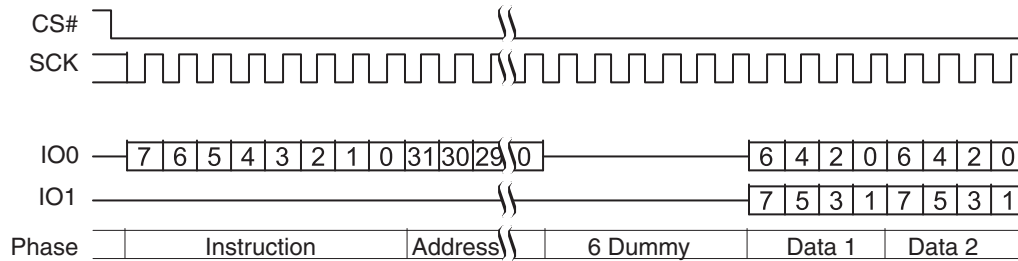 CS#
SCK
IO0 7 6 5 4 3 2 1 0 31 30 29 0 6 4 2 0 6 4 2 0
IO1 7 5 3 1 7 5 3 1
Phase Instruction Address 6 Dummy Data 1 Data 2